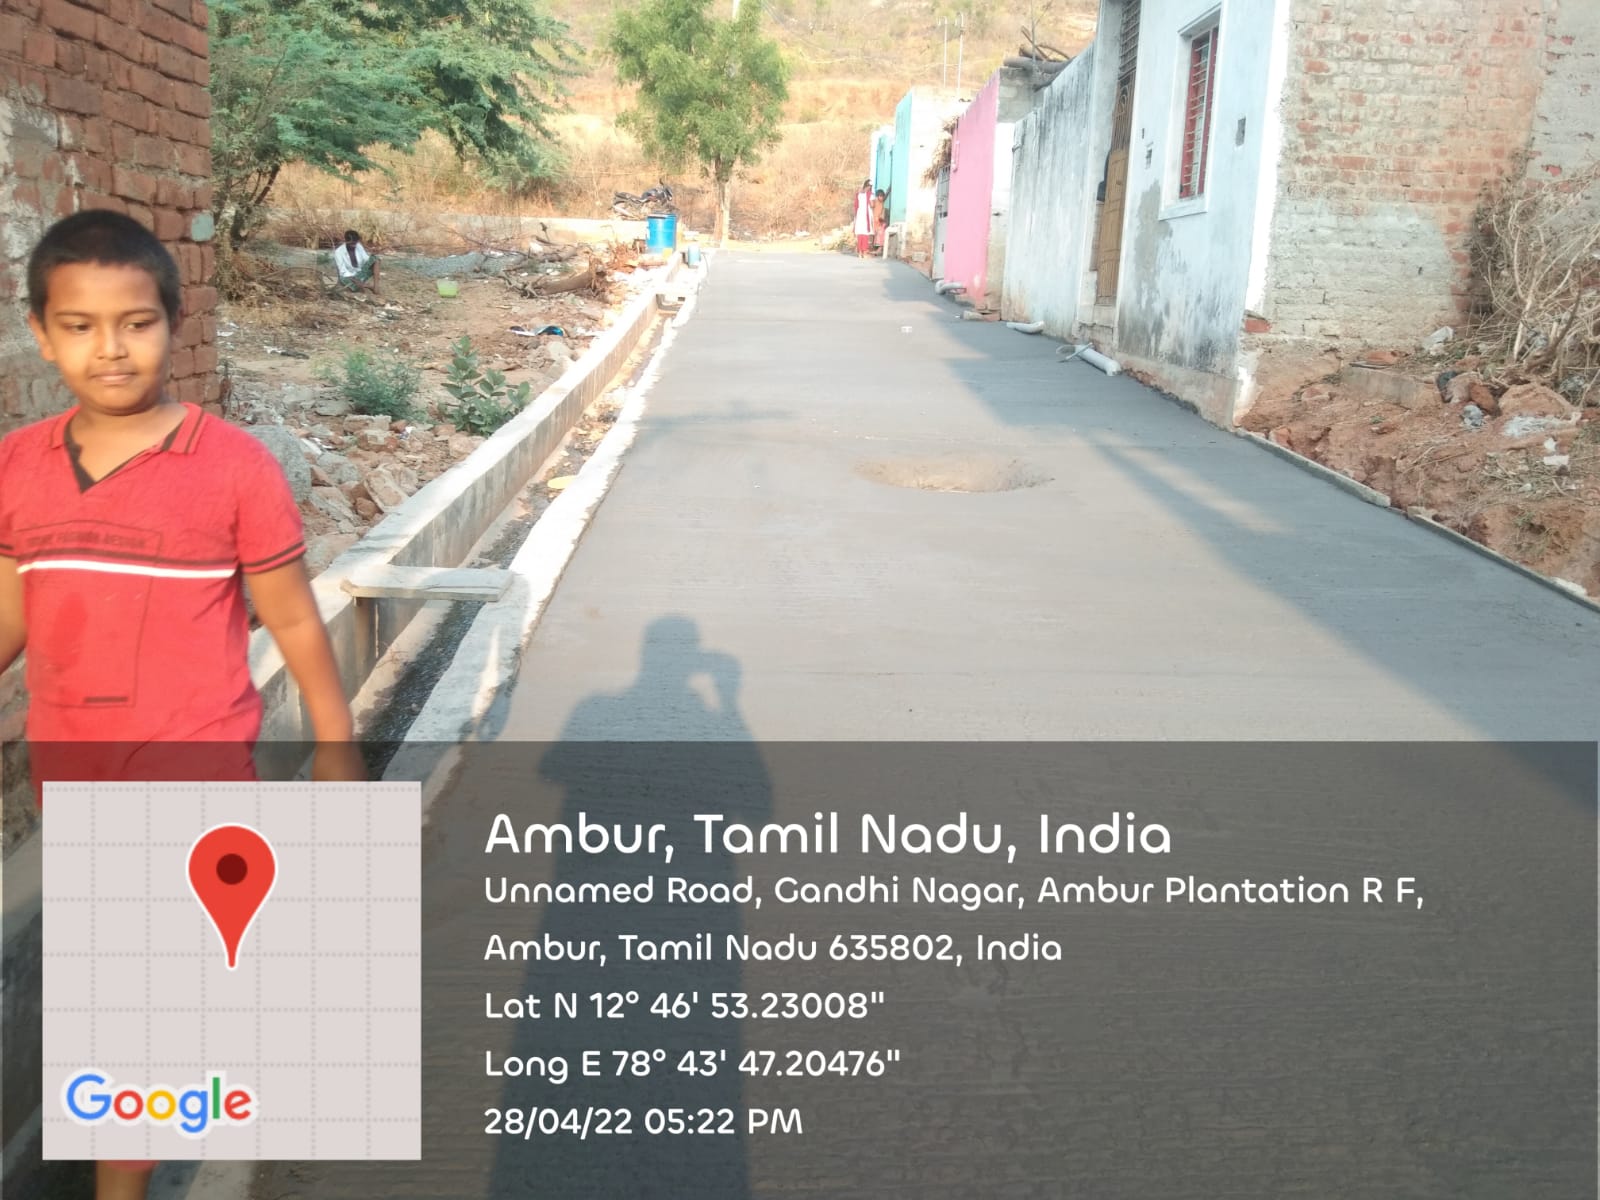 Ambur, Tamil Nadu, India
Unnamed Road, Gandhi Nagar, Ambur Plantation R F,
Ambur, Tamil Nadu 635802, India
Lat N 12° 46' 53.23008"
Long E 78° 43' 47.20476"
28/04/22 05:22 PM
Google